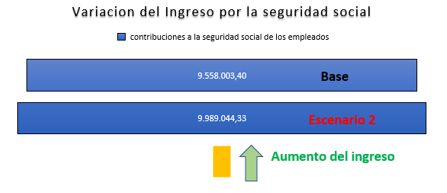 Variacion del Ingreso por la seguridad social
contribuciones a la seguridad social de los empleados
9.558.003,40 Base
9.989.044,33 Escenario 2
Aumento del ingreso